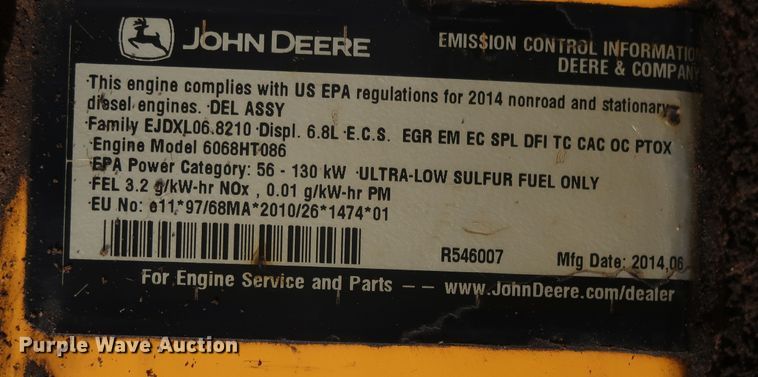 JOHN DEERE
EMISSION CONTROL INFORMATIO
DEERE & COMPANY
·This engine complies with US EPA regulations for 2014 nonroad and stationary
diesel engines. ·DEL ASSY
·Family EJDXL06.8210 ·Displ. 6.8L ·E.C.S. EGR EM EC SPL DFI TC CAC OC PTOX
·Engine Model 6068HT086
·EPA Power Category: 56 - 130 kW ·ULTRA-LOW SULFUR FUEL ONLY
·FEL 3.2 g/kW-hr NOx , 0.01 g/kW-hr PM
·EU No: e11*97/68MA*2010/26*1474*01
R546007 Mfg Date: 2014,06
For Engine Service and Parts –– www.JohnDeere.com/dealer
Purple Wave Auction